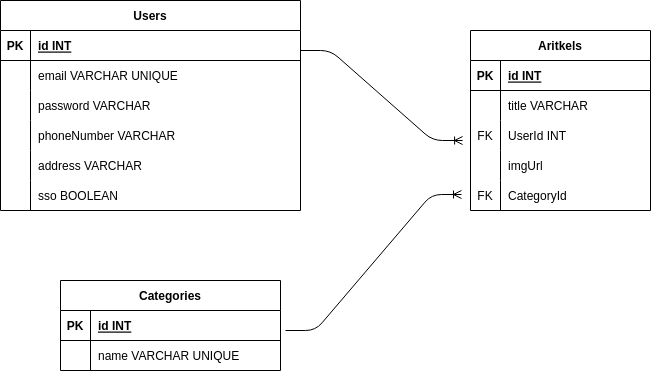 Users
PK id INT
email VARCHAR UNIQUE
password VARCHAR
phoneNumber VARCHAR
address VARCHAR
sso BOOLEAN
Aritkels
PK id INT
title VARCHAR
FK UserId INT
imgUrl
FK CategoryId
Categories
PK id INT
name VARCHAR UNIQUE